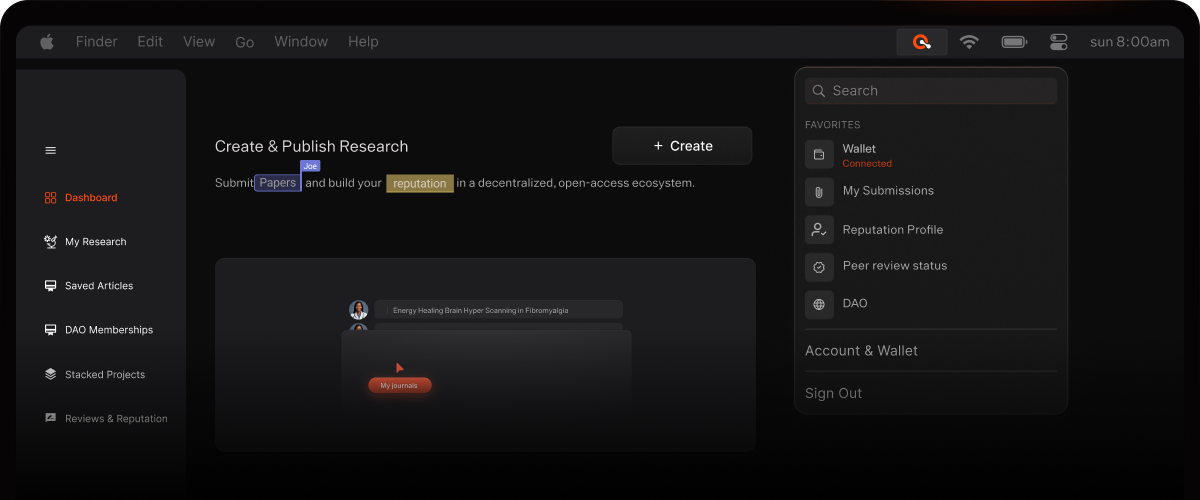 Finder Edit View Go Window Help sun 8:00am
Dashboard
My Research
Saved Articles
DAO Memberships
Stacked Projects
Reviews & Reputation
Create & Publish Research
+ Create
Joe
Submit Papers and build your reputation in a decentralized, open-access ecosystem.
Energy Healing Brain Hyper Scanning in Fibromyalgia
My journals
Search
FAVORITES
Wallet
Connected
My Submissions
Reputation Profile
Peer review status
DAO
Account & Wallet
Sign Out